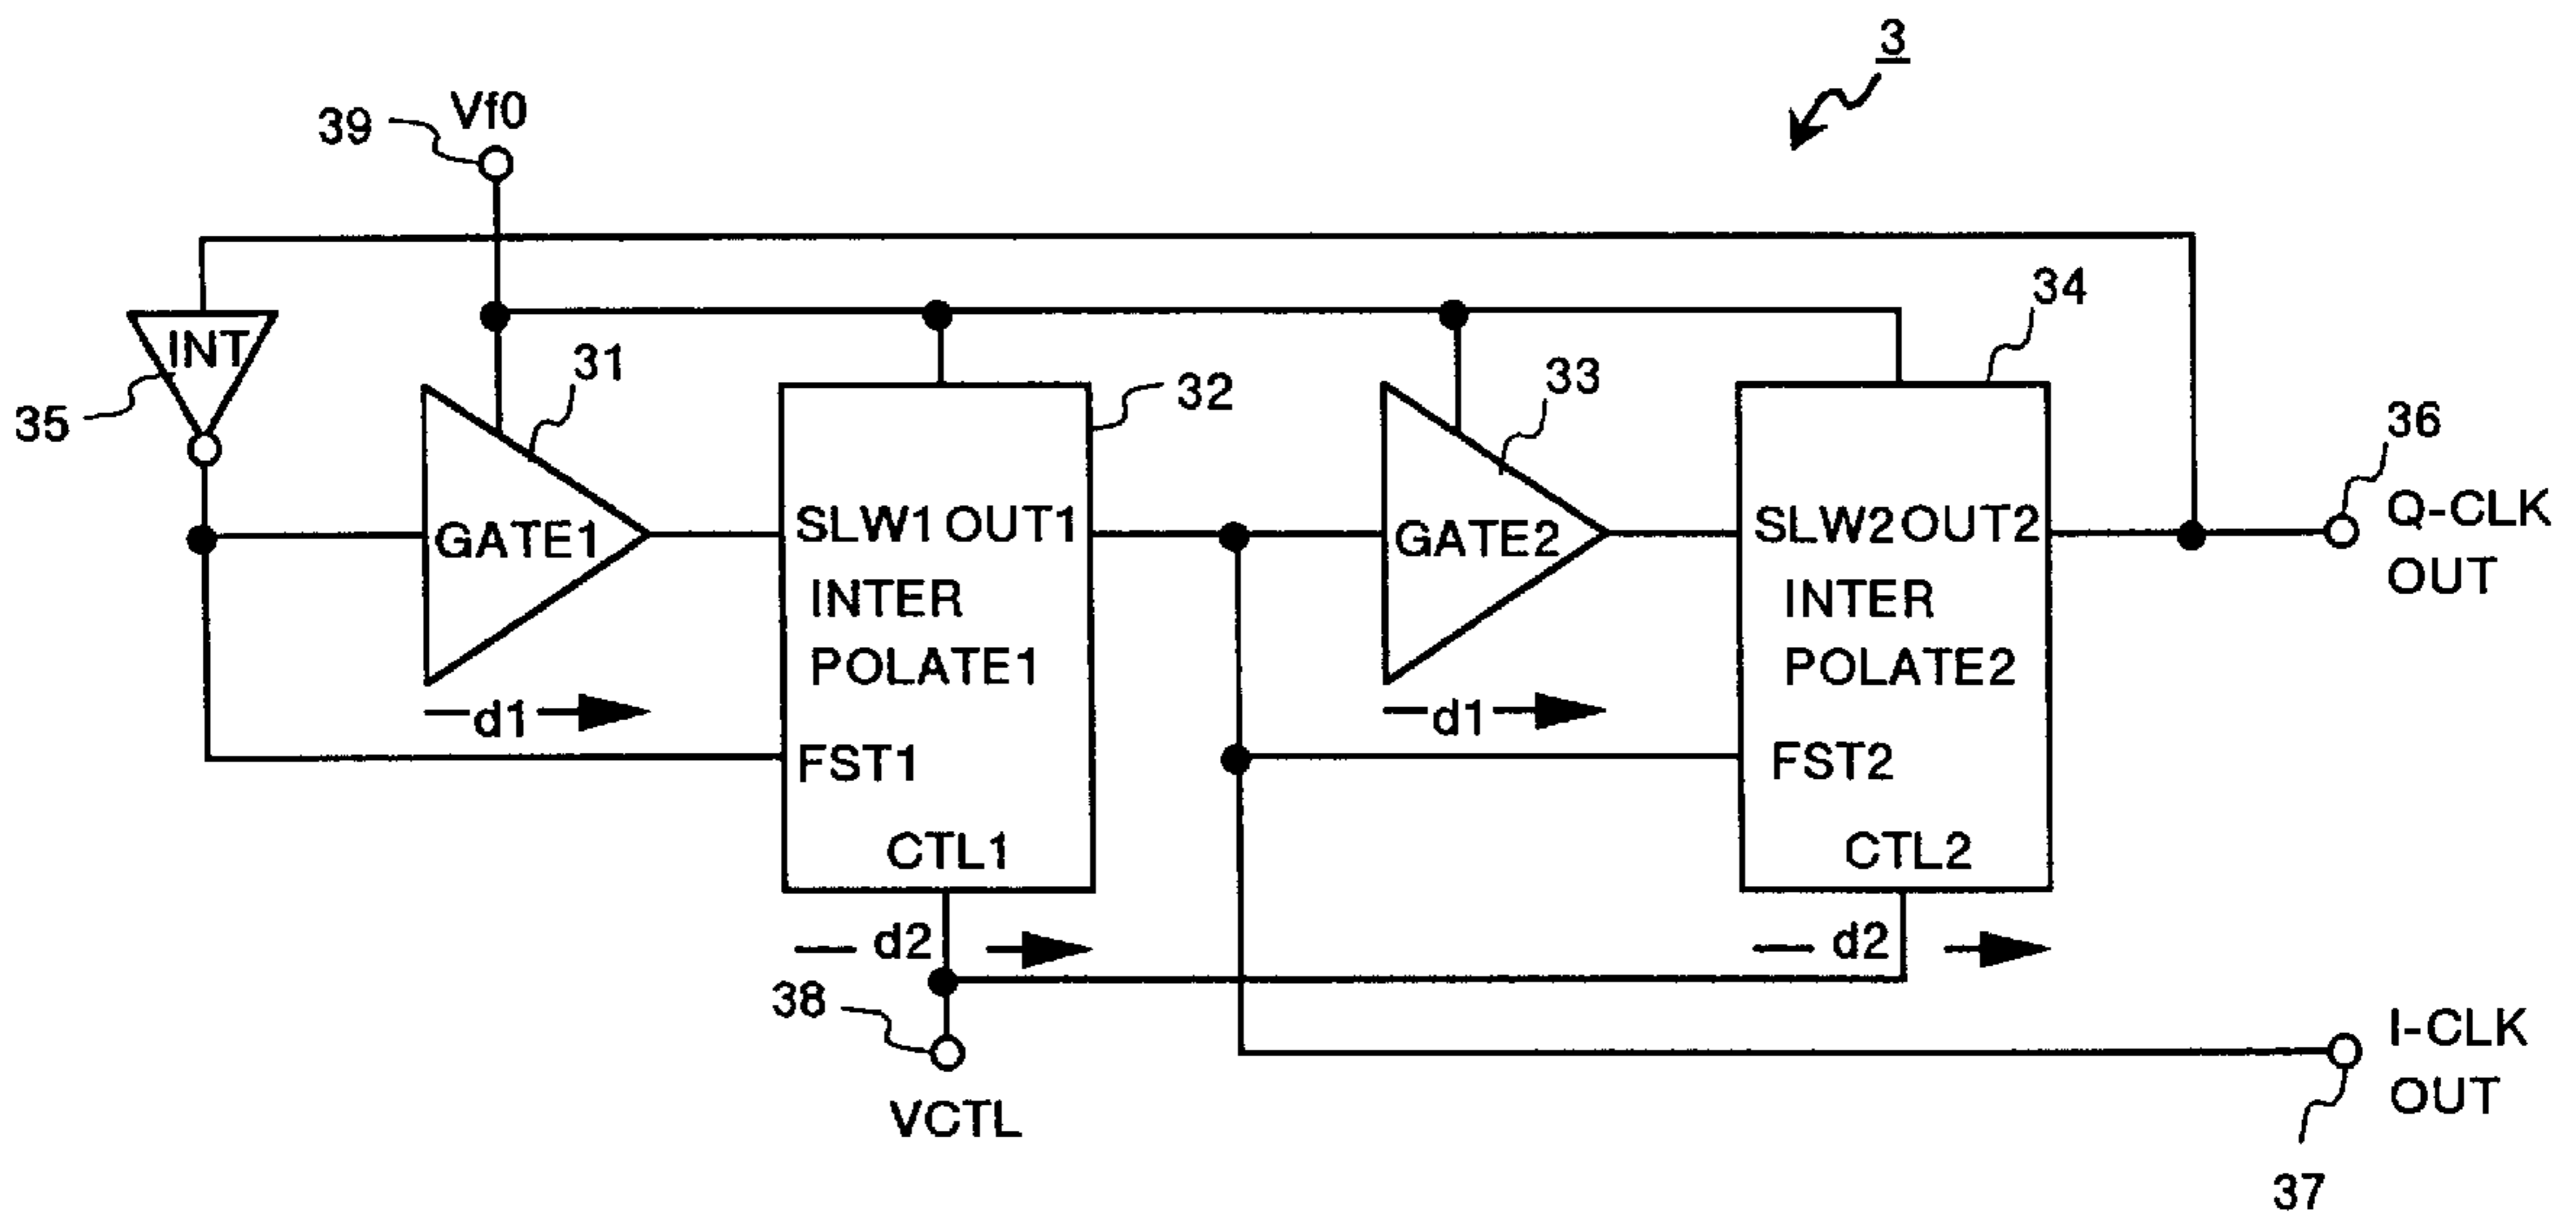 3
39
Vf0
34
INT
31
33
32
35
36
GATE1
SLW1 OUT1
GATE2
SLW2 OUT2
Q-CLK
OUT
INTER
POLATE1
INTER
POLATE2
d1
d1
FST1
FST2
CTL1
CTL2
d2
d2
38
VCTL
I-CLK
OUT
37